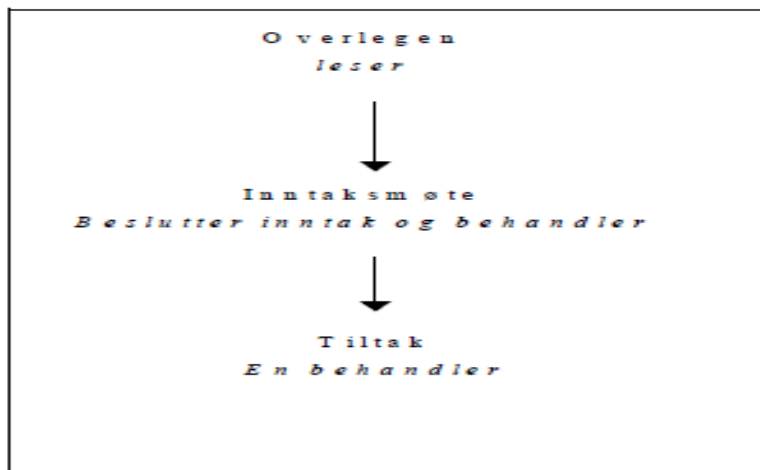 Overlegen
leser
Inntaksmøte
Beslutter inntak og behandler
Tiltak
En behandler